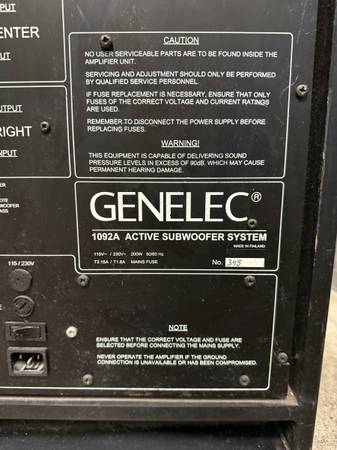 INPUT
CENTER
OUTPUT
RIGHT
INPUT
115 / 230V
CAUTION
NO USER SERVICEABLE PARTS ARE TO BE FOUND INSIDE THE
AMPLIFIER UNIT.
SERVICING AND ADJUSTMENT SHOULD ONLY BE PERFORMED
BY QUALIFIED SERVICE PERSONNEL.
IF FUSE REPLACEMENT IS NECESSARY, ENSURE THAT ONLY
FUSES OF THE CORRECT VOLTAGE AND CURRENT RATINGS
ARE USED.
REMEMBER TO DISCONNECT THE POWER SUPPLY BEFORE
REPLACING FUSES.
WARNING!
THIS EQUIPMENT IS CAPABLE OF DELIVERING SOUND
PRESSURE LEVELS IN EXCESS OF 90dB, WHICH MAY CAUSE
PERMANENT HEARING DAMAGE.
GENELEC®
1092A ACTIVE SUBWOOFER SYSTEM
MADE IN FINLAND
115V~ / 230V~ 200W 50/60 Hz
T3.15A / T1.6A MAINS FUSE
No. 345
NOTE
ENSURE THAT THE CORRECT VOLTAGE AND FUSE ARE
SELECTED BEFORE CONNECTING THE MAINS SUPPLY.
NEVER OPERATE THE AMPLIFIER IF THE GROUND
CONNECTION IS UNAVAILABLE OR HAS BEEN COMPROMISED.